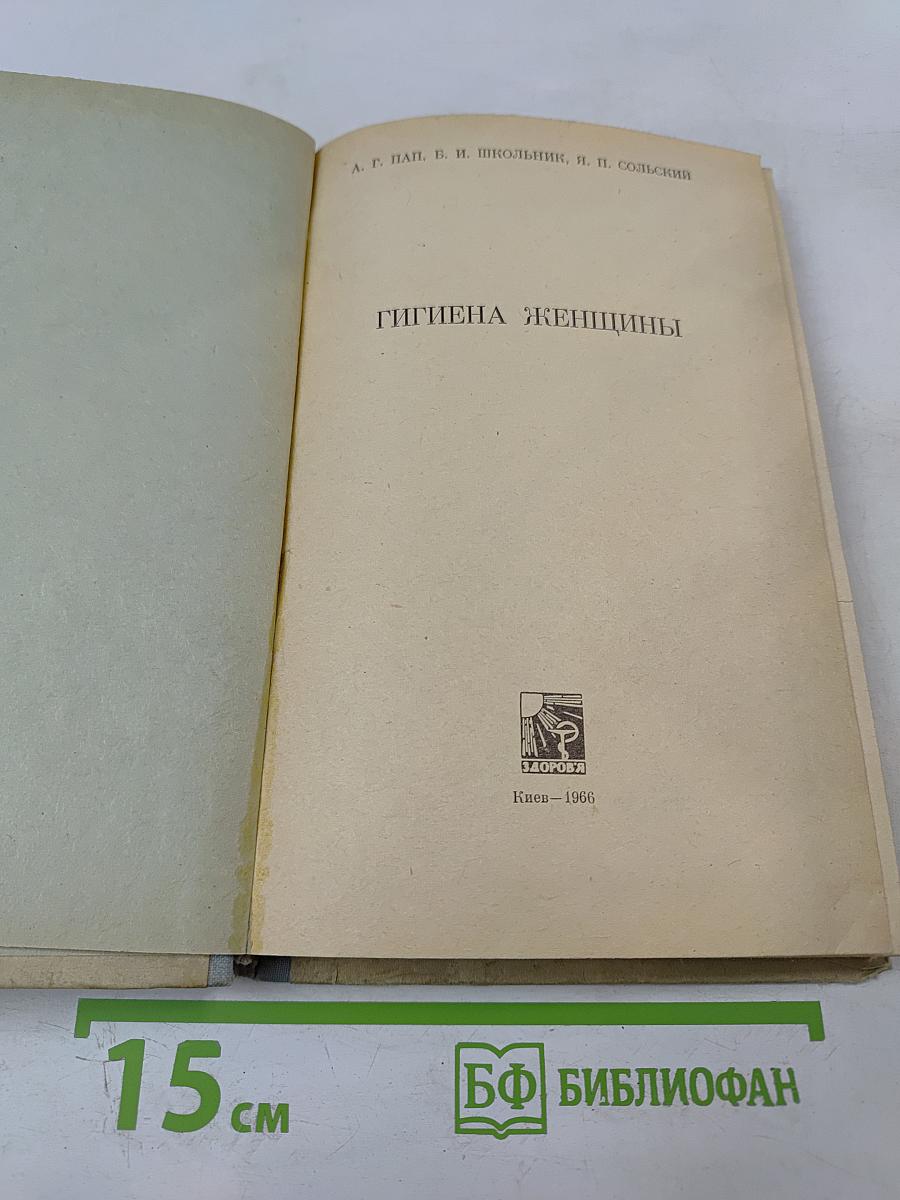 А. Г. ПАП, Б. И. ШКОЛЬНИК, Я. П. СОЛЬСКИЙ
ГИГИЕНА ЖЕНЩИНЫ
ЗДОРОВ'Я
Киев—1966
15 см
БФ БИБЛИОФАН